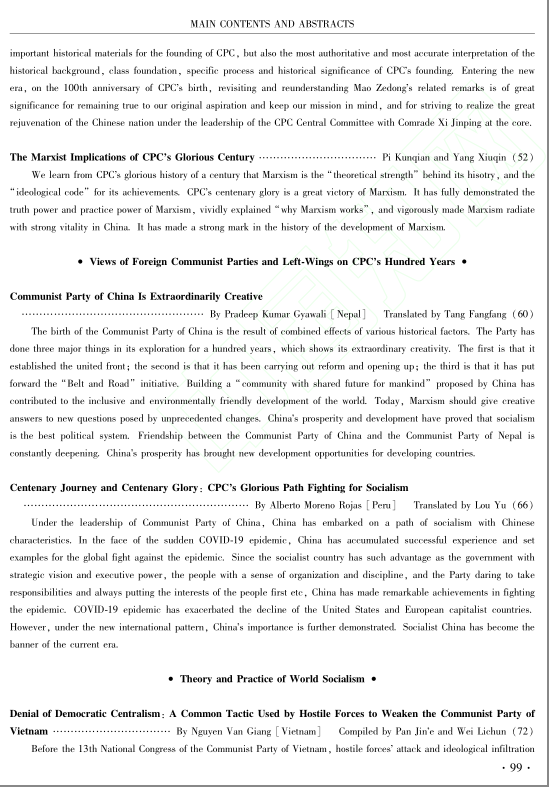 MAIN CONTENTS AND ABSTRACTS
important historical materials for the founding of CPC, but also the most authoritative and most accurate interpretation of the
historical background, class foundation, specific process and historical significance of CPC's founding. Entering the new
era, on the 100th anniversary of CPC's birth, revisiting and reunderstanding Mao Zedong's related remarks is of great
significance for remaining true to our original aspiration and keep our mission in mind, and for striving to realize the great
rejuvenation of the Chinese nation under the leadership of the CPC Central Committee with Comrade Xi Jinping at the core.
The Marxist Implications of CPC's Glorious Century ································· Pi Kunqian and Yang Xiuqin (52)
We learn from CPC's glorious history of a century that Marxism is the "theoretical strength" behind its hisotry, and the
"ideological code" for its achievements. CPC's centenary glory is a great victory of Marxism. It has fully demonstrated the
truth power and practice power of Marxism, vividly explained "why Marxism works", and vigorously made Marxism radiate
with strong vitality in China. It has made a strong mark in the history of the development of Marxism.
● Views of Foreign Communist Parties and Left-Wings on CPC's Hundred Years ●
Communist Party of China Is Extraordinarily Creative
··························································· By Pradeep Kumar Gyawali [Nepal] Translated by Tang Fangfang (60)
The birth of the Communist Party of China is the result of combined effects of various historical factors. The Party has
done three major things in its exploration for a hundred years, which shows its extraordinary creativity. The first is that it
established the united front; the second is that it has been carrying out reform and opening up; the third is that it has put
forward the "Belt and Road" initiative. Building a "community with shared future for mankind" proposed by China has
contributed to the inclusive and environmentally friendly development of the world. Today, Marxism should give creative
answers to new questions posed by unprecedented changes. China's prosperity and development have proved that socialism
is the best political system. Friendship between the Communist Party of China and the Communist Party of Nepal is
constantly deepening. China's prosperity has brought new development opportunities for developing countries.
Centenary Journey and Centenary Glory: CPC's Glorious Path Fighting for Socialism
······························································· By Alberto Moreno Rojas [Peru] Translated by Lou Yu (66)
Under the leadership of Communist Party of China, China has embarked on a path of socialism with Chinese
characteristics. In the face of the sudden COVID-19 epidemic, China has accumulated successful experience and set
examples for the global fight against the epidemic. Since the socialist country has such advantage as the government with
strategic vision and executive power, the people with a sense of organization and discipline, and the Party daring to take
responsibilities and always putting the interests of the people first etc, China has made remarkable achievements in fighting
the epidemic. COVID-19 epidemic has exacerbated the decline of the United States and European capitalist countries.
However, under the new international pattern, China's importance is further demonstrated. Socialist China has become the
banner of the current era.
● Theory and Practice of World Socialism ●
Denial of Democratic Centralism: A Common Tactic Used by Hostile Forces to Weaken the Communist Party of
Vietnam ································· By Nguyen Van Giang [Vietnam] Compiled by Pan Jin'e and Wei Lichun (72)
Before the 13th National Congress of the Communist Party of Vietnam, hostile forces' attack and ideological infiltration
· 99 ·